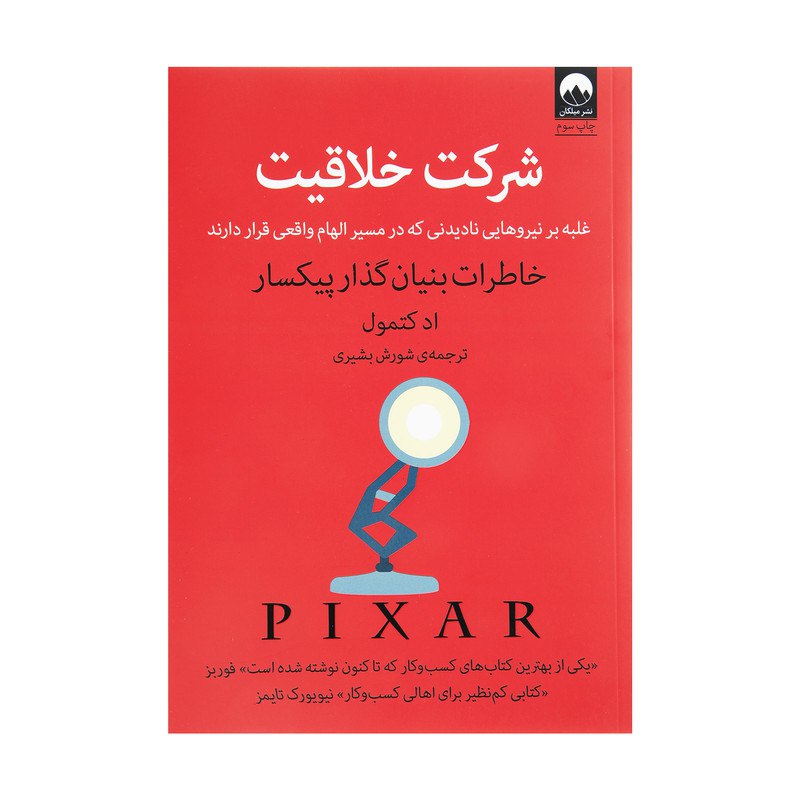 نشر میلکان
چاپ سوم
شرکت خلاقیت
غلبه بر نیروهایی نادیدنی که در مسیر الهام واقعی قرار دارند
خاطرات بنیان گذار پیکسار
اد کتمول
ترجمه‌ی شورش بشیری
PIXAR
«یکی از بهترین کتاب‌های کسب‌وکار که تا کنون نوشته شده است» فوربز
«کتابی کم‌نظیر برای اهالی کسب‌وکار» نیویورک تایمز